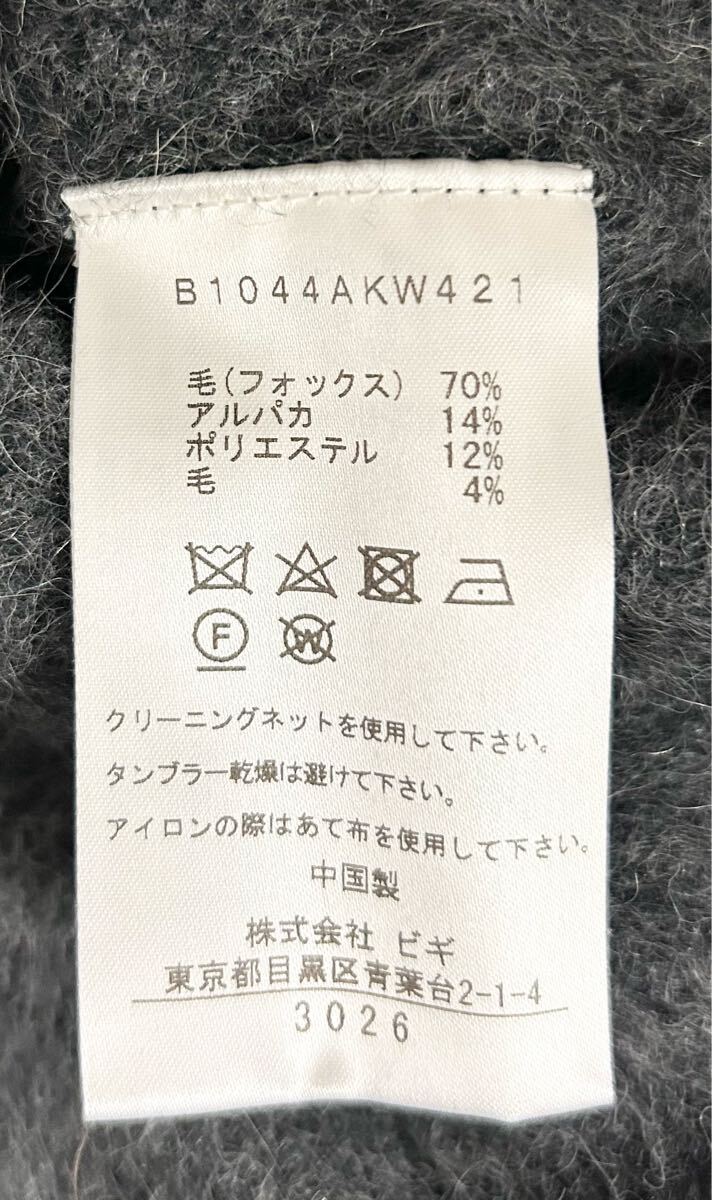 B1044AKW421
毛(フォックス) 70%
アルパカ 14%
ポリエステル 12%
毛 4%
F W
クリーニングネットを使用して下さい。
タンブラー乾燥は避けて下さい。
アイロンの際はあて布を使用して下さい。
中国製
株式会社 ビギ
東京都目黒区青葉台2-1-4
3026